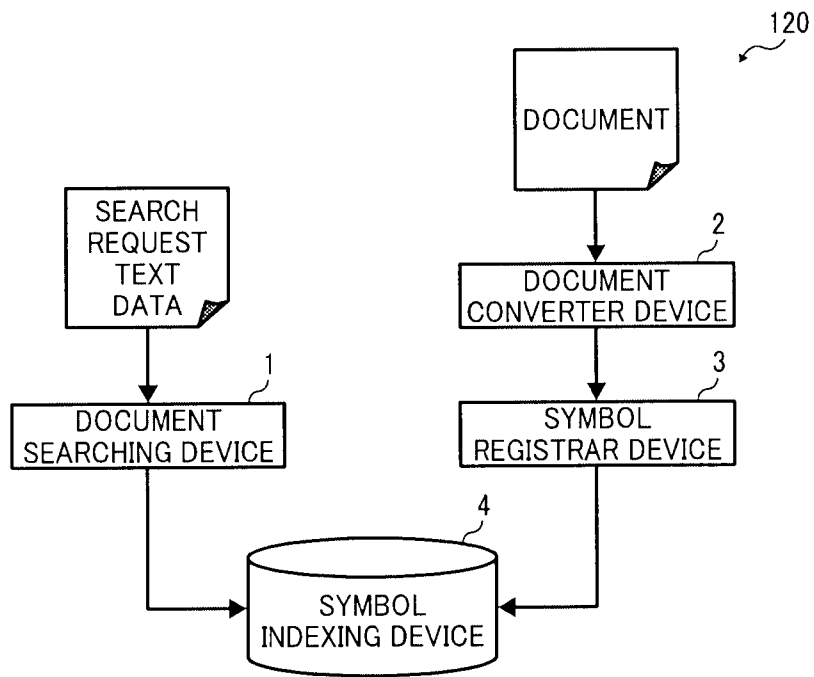 120
DOCUMENT
SEARCH
REQUEST
TEXT
DATA
2
DOCUMENT
CONVERTER DEVICE
1
DOCUMENT
SEARCHING DEVICE
3
SYMBOL
REGISTRAR DEVICE
4
SYMBOL
INDEXING DEVICE